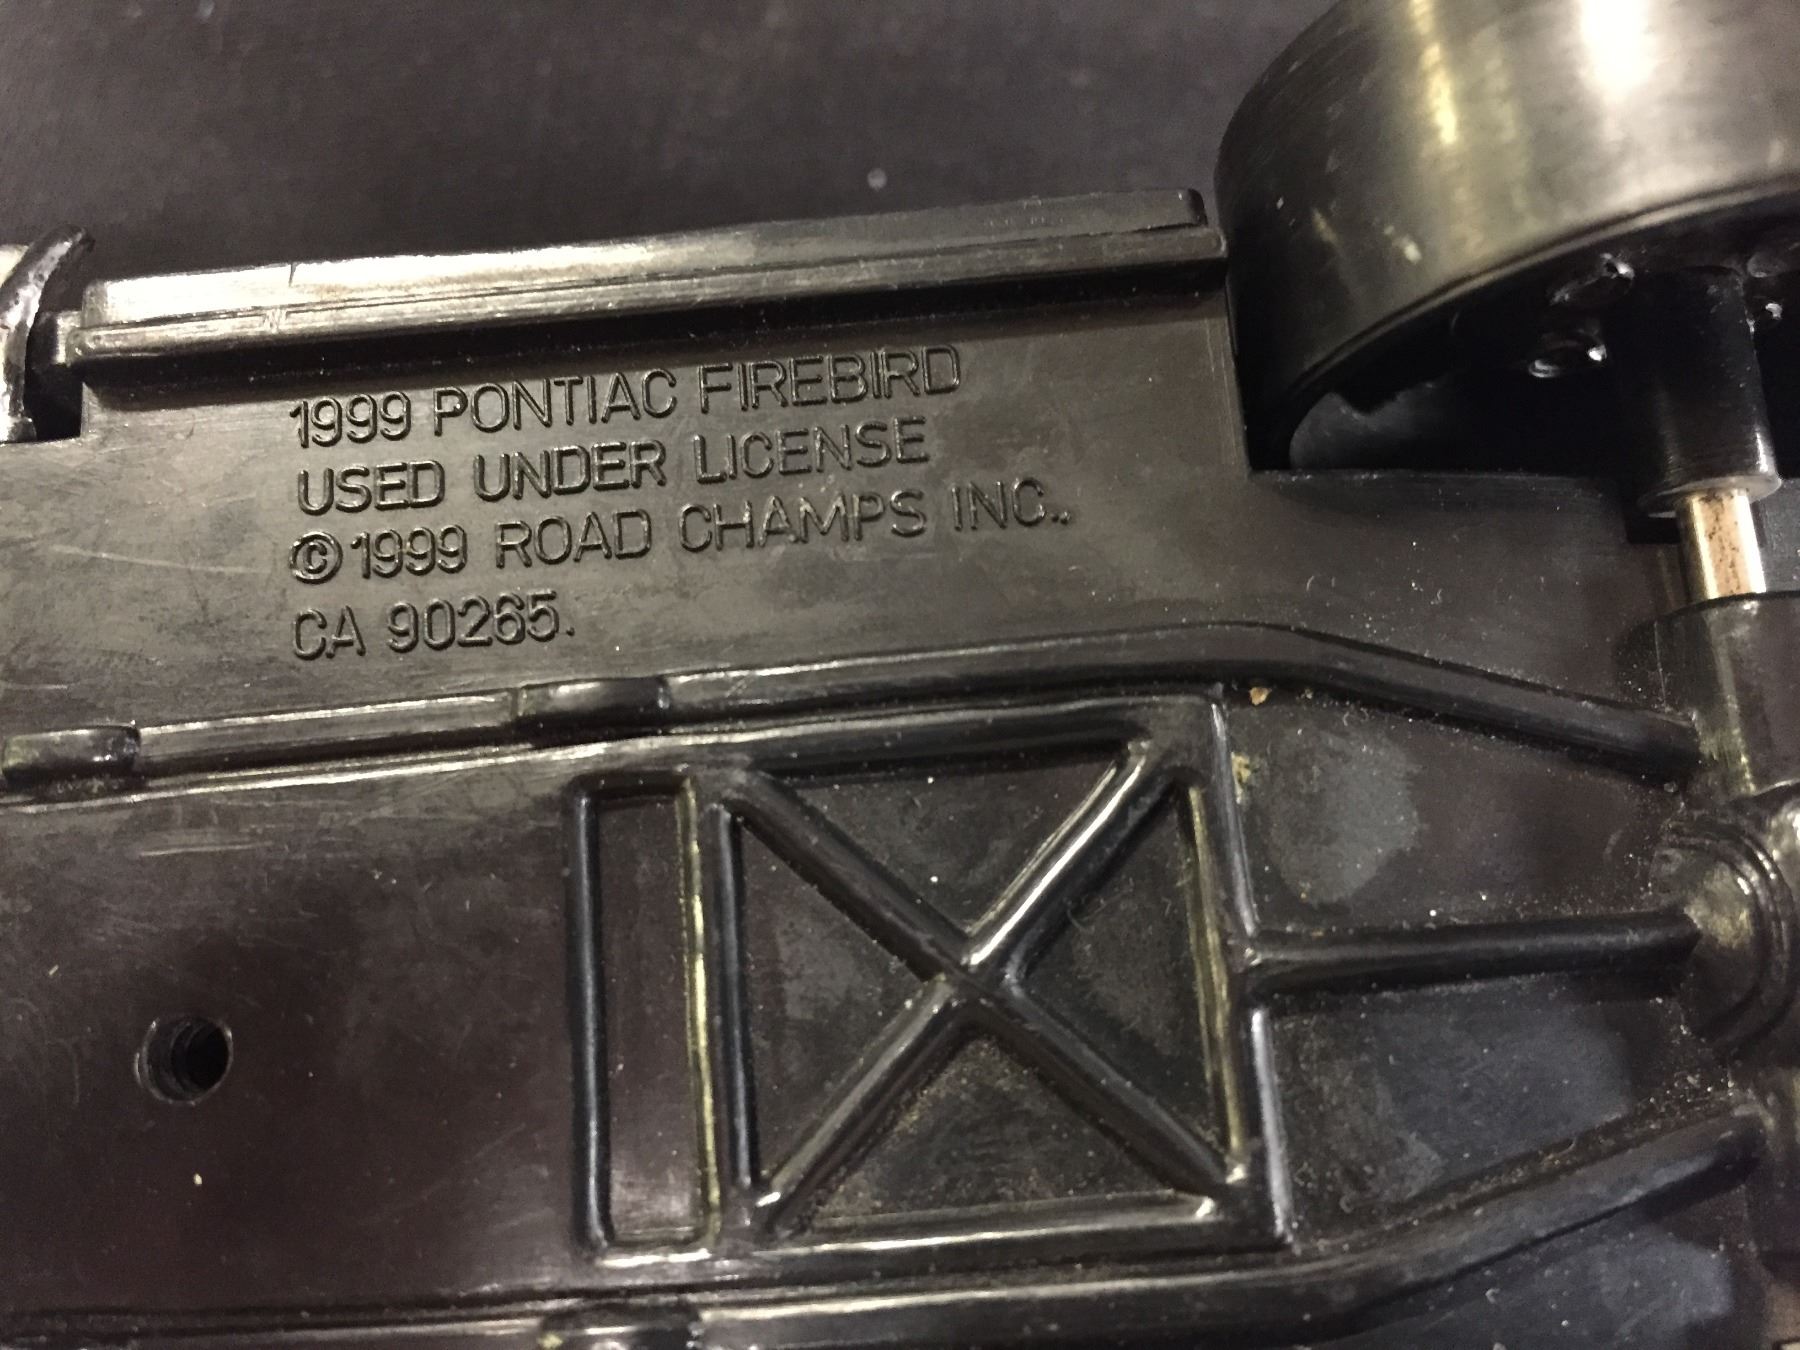 1999 PONTIAC FIREBIRD
USED UNDER LICENSE
©1999 ROAD CHAMPS INC.,
CA 90265.